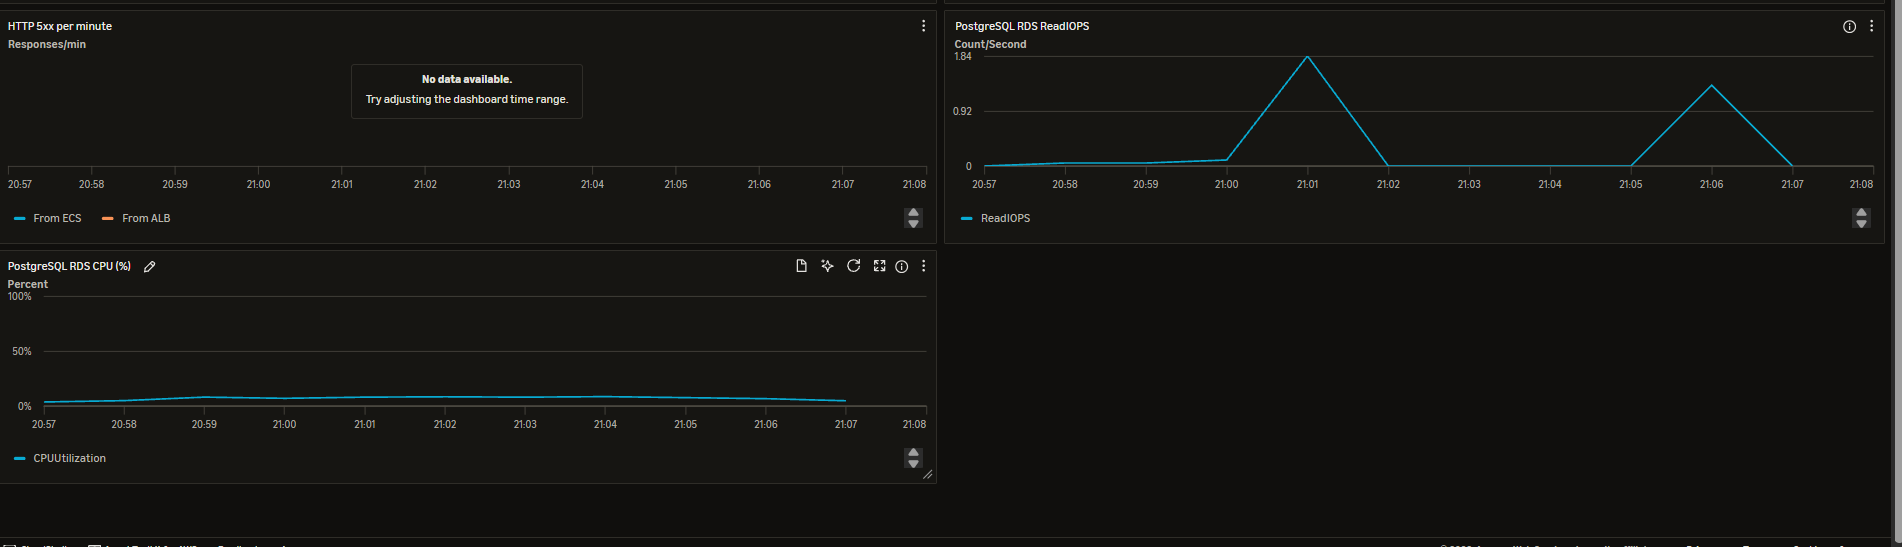 HTTP 5xx per minute
Responses/min
No data available.
Try adjusting the dashboard time range.
20:57 20:58 20:59 21:00 21:01 21:02 21:03 21:04 21:05 21:06 21:07 21:08
From ECS From ALB
PostgreSQL RDS ReadIOPS
Count/Second
1.84
0.92
0
20:57 20:58 20:59 21:00 21:01 21:02 21:03 21:04 21:05 21:06 21:07 21:08
ReadIOPS
PostgreSQL RDS CPU (%)
Percent
100%
50%
0%
20:57 20:58 20:59 21:00 21:01 21:02 21:03 21:04 21:05 21:06 21:07 21:08
CPUUtilization